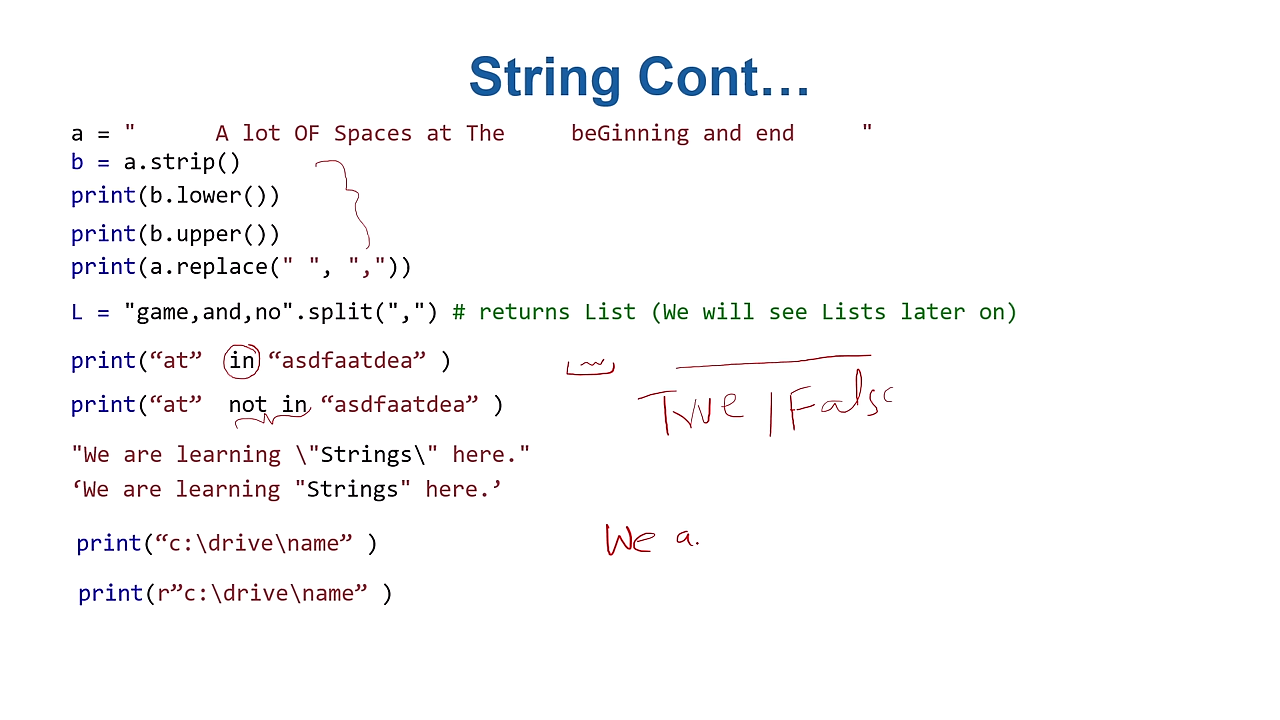 String Cont…
a = "      A lot OF Spaces at The     beGinning and end     "
b = a.strip()
print(b.lower())
print(b.upper())
print(a.replace(" ", ","))
L = "game,and,no".split(",") # returns List (We will see Lists later on)
print(“at”  in “asdfaatdea” )
print(“at”  not in “asdfaatdea” )
True | False
"We are learning \"Strings\" here."
‘We are learning "Strings" here.’
print(“c:\drive\name” )
We a.
print(r”c:\drive\name” )